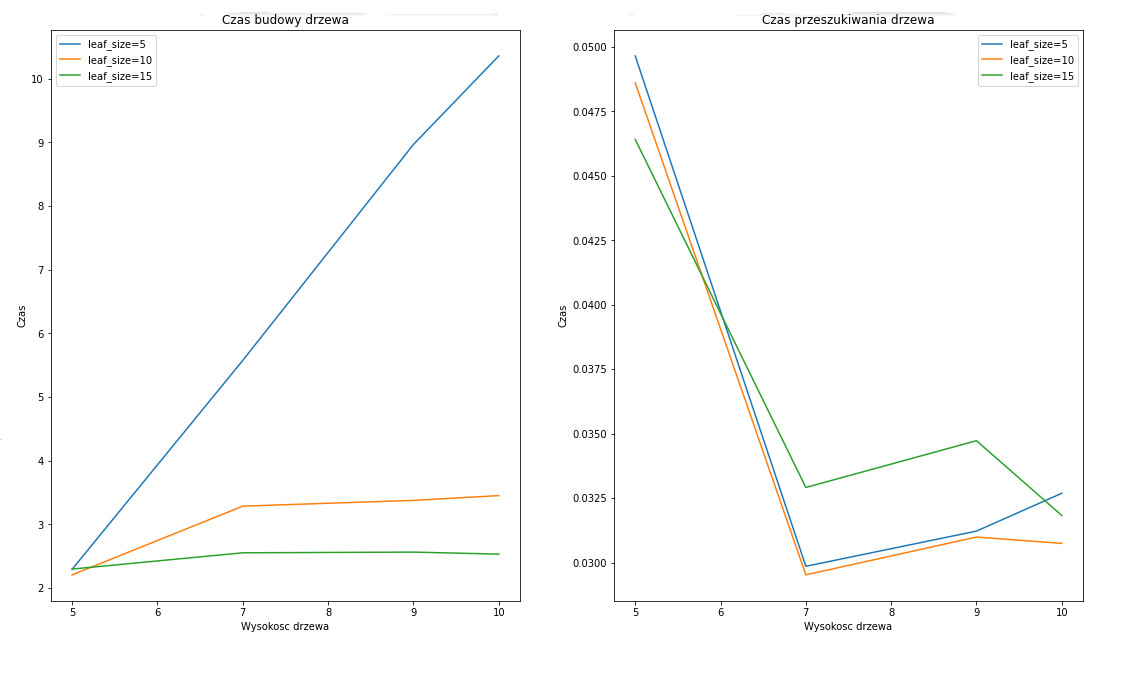 Czas budowy drzewa
leaf_size=5
leaf_size=10
leaf_size=15
10
9
8
7
6
5
4
3
2
Czas
5 6 7 8 9 10
Wysokosc drzewa
Czas przeszukiwania drzewa
leaf_size=5
leaf_size=10
leaf_size=15
0.0500
0.0475
0.0450
0.0425
0.0400
0.0375
0.0350
0.0325
0.0300
Czas
5 6 7 8 9 10
Wysokosc drzewa